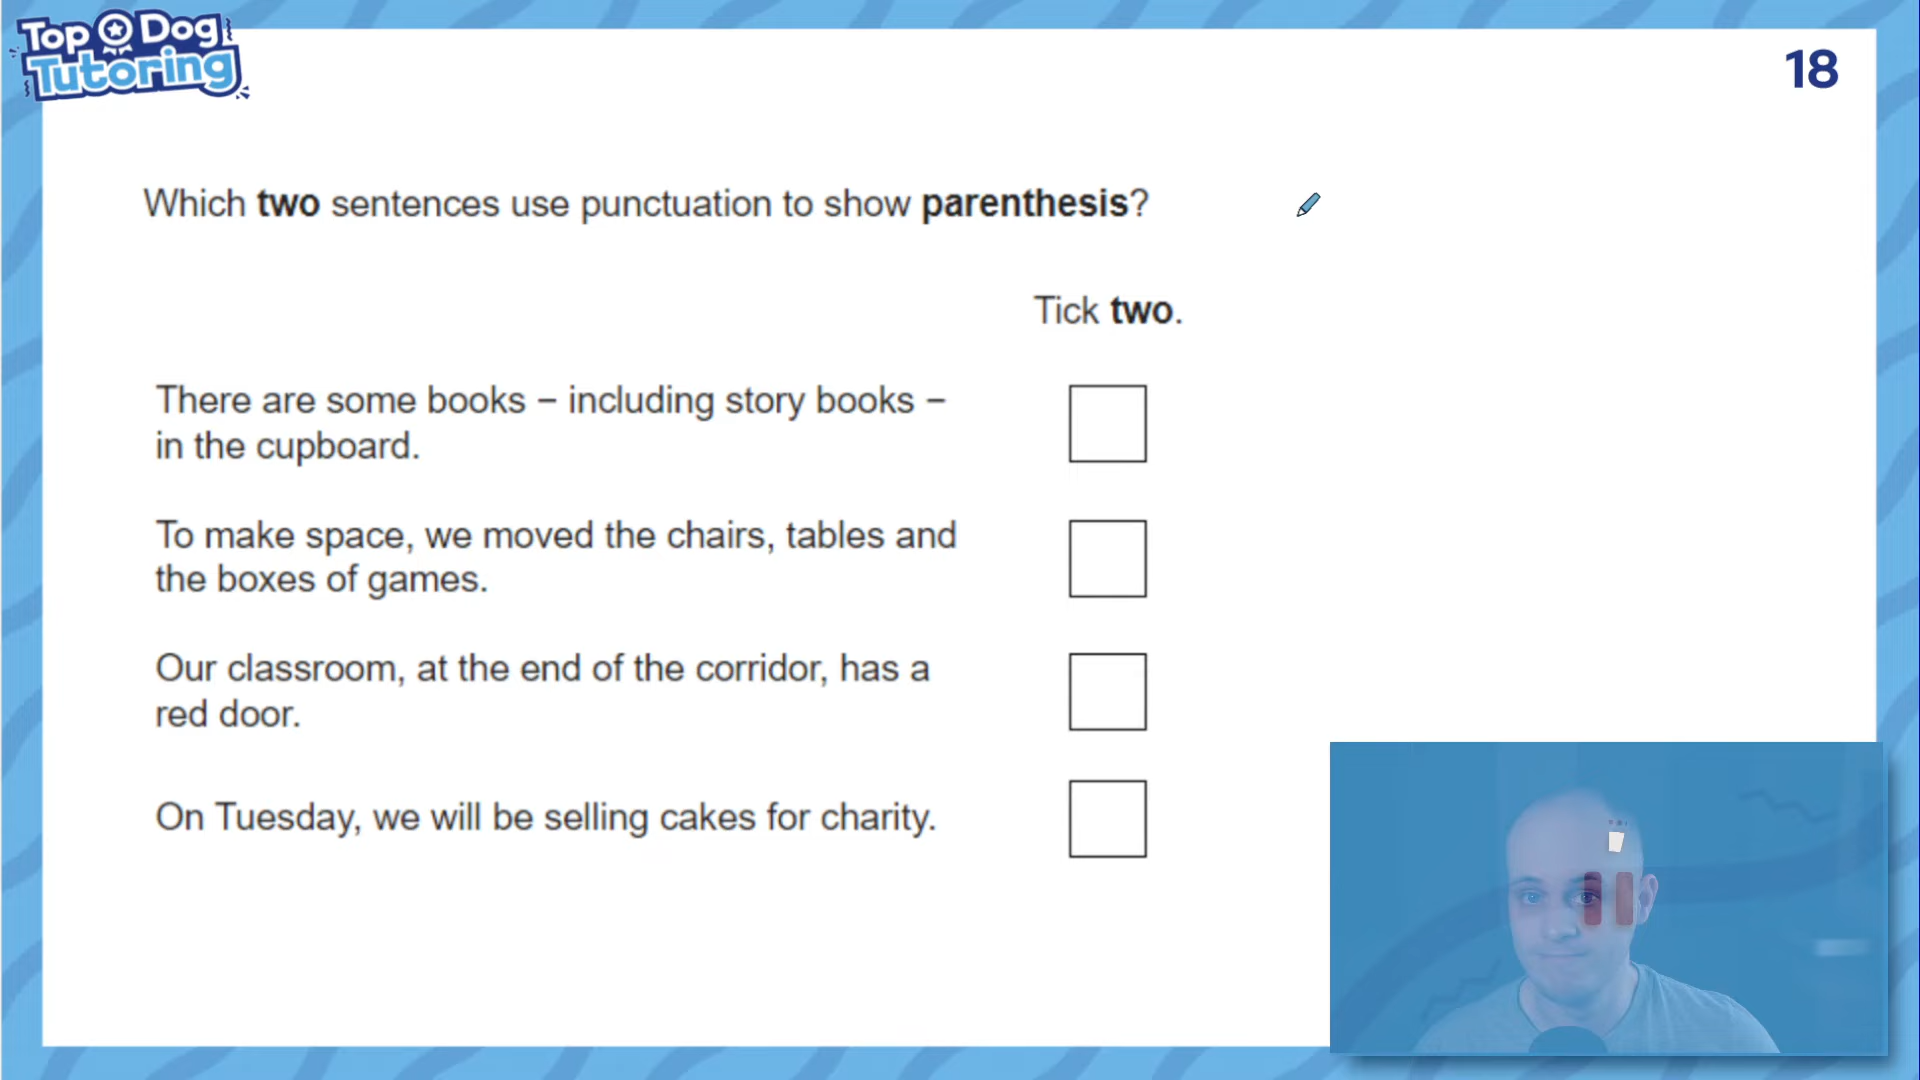 Top Dog
Tutoring
18
Which two sentences use punctuation to show parenthesis?
Tick two.
There are some books – including story books –
in the cupboard.
To make space, we moved the chairs, tables and
the boxes of games.
Our classroom, at the end of the corridor, has a
red door.
On Tuesday, we will be selling cakes for charity.